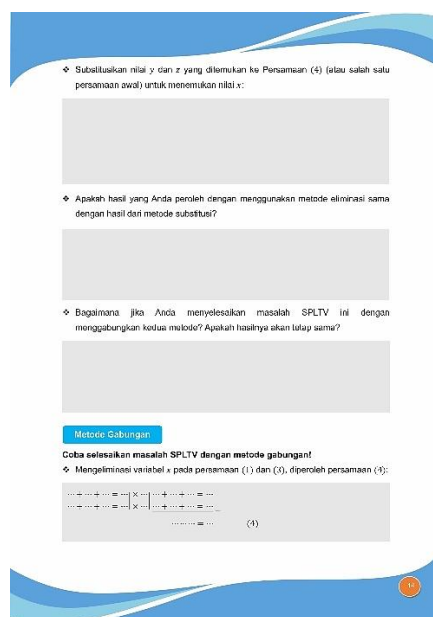 ❖ Substitusikan nilai y dan z yang ditemukan ke Persamaan (4) (atau salah satu
persamaan awal) untuk menemukan nilai x:
❖ Apakah hasil yang Anda peroleh dengan menggunakan metode eliminasi sama
dengan hasil dari metode substitusi?
❖ Bagaimana jika Anda menyelesaikan masalah SPLTV ini dengan
menggabungkan kedua metode? Apakah hasilnya akan tetap sama?
Metode Gabungan
Coba selesaikan masalah SPLTV dengan metode gabungan!
❖ Mengeliminasi variabel x pada persamaan (1) dan (3), diperoleh persamaan (4):
⋯ + ⋯ + ⋯ = ⋯| × ⋯| ⋯ + ⋯ + ⋯ = ⋯
⋯ + ⋯ + ⋯ = ⋯| × ⋯| ⋯ + ⋯ + ⋯ = ⋯ −
⋯ ⋯ ⋯ = ⋯ (4)